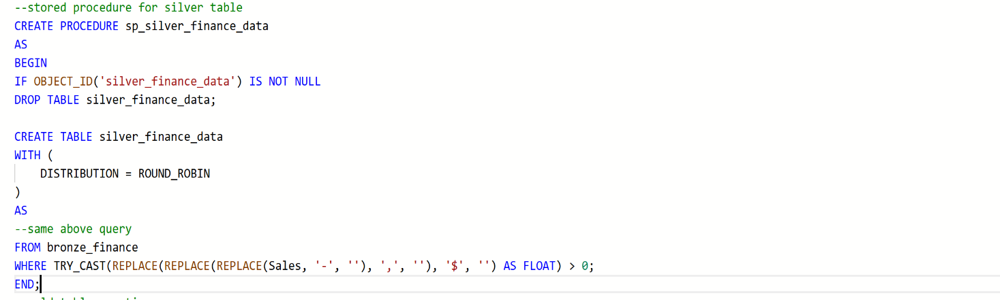 --stored procedure for silver table
CREATE PROCEDURE sp_silver_finance_data
AS
BEGIN
IF OBJECT_ID('silver_finance_data') IS NOT NULL
DROP TABLE silver_finance_data;
CREATE TABLE silver_finance_data
WITH (
DISTRIBUTION = ROUND_ROBIN
)
AS
--same above query
FROM bronze_finance
WHERE TRY_CAST(REPLACE(REPLACE(REPLACE(Sales, '-', ''), ',', ''), '$', '') AS FLOAT) > 0;
END;